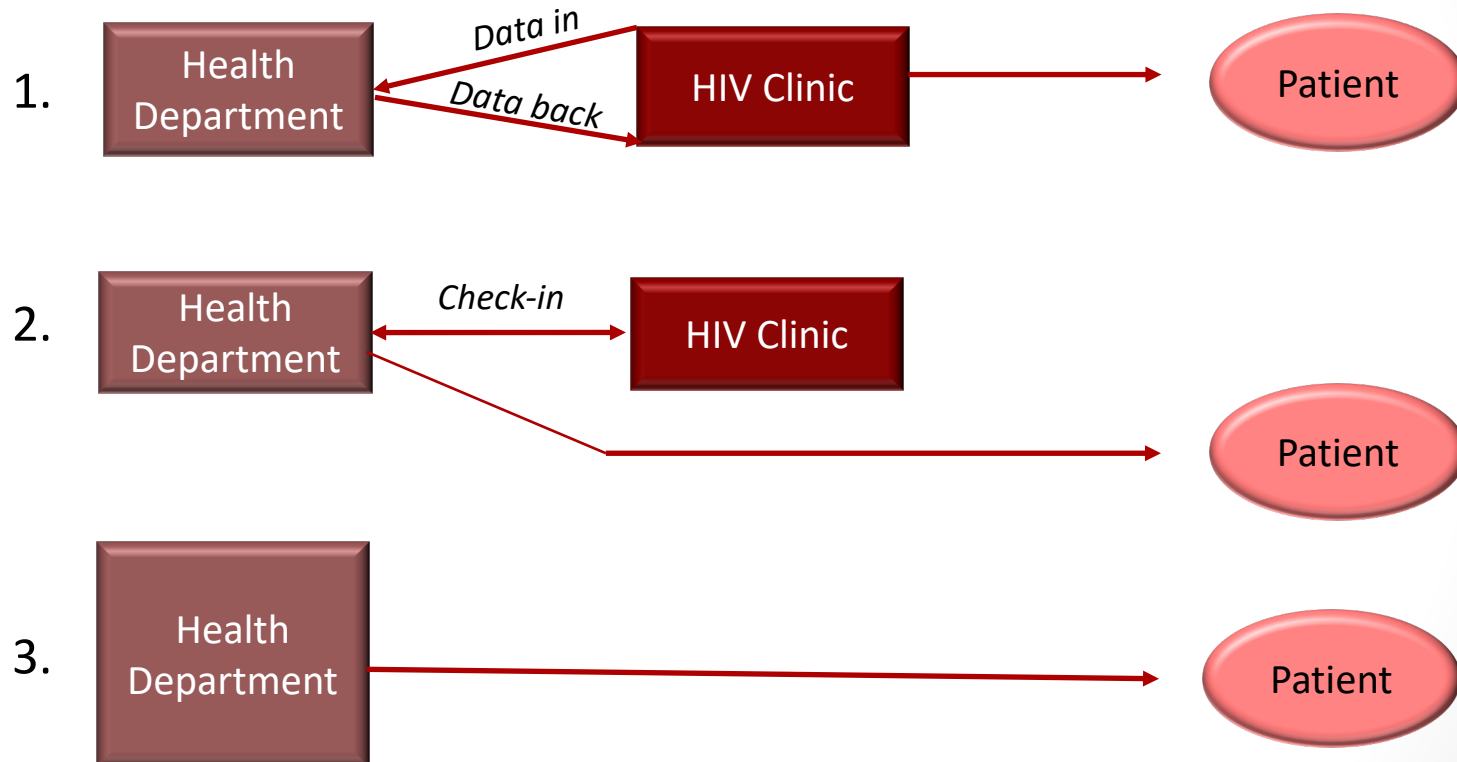 1.
Health
Department
Data in
Data back
HIV Clinic
Patient
2.
Health
Department
Check-in
HIV Clinic
Patient
3.
Health
Department
Patient